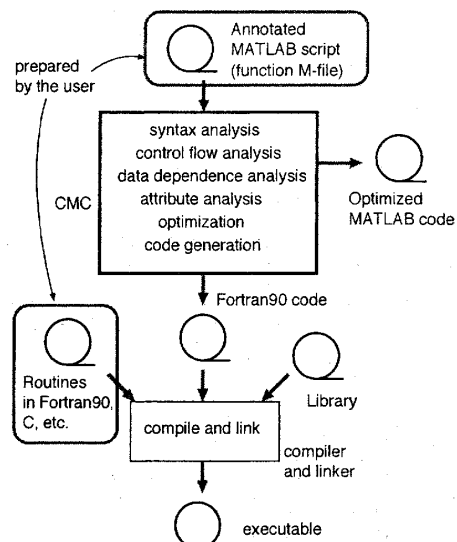 Annotated
MATLAB script
(function M-file)
prepared
by the user
syntax analysis
control flow analysis
data dependence analysis
attribute analysis
optimization
code generation
CMC
Optimized
MATLAB code
Fortran90 code
Routines
in Fortran90,
C, etc.
Library
compile and link
compiler
and linker
executable